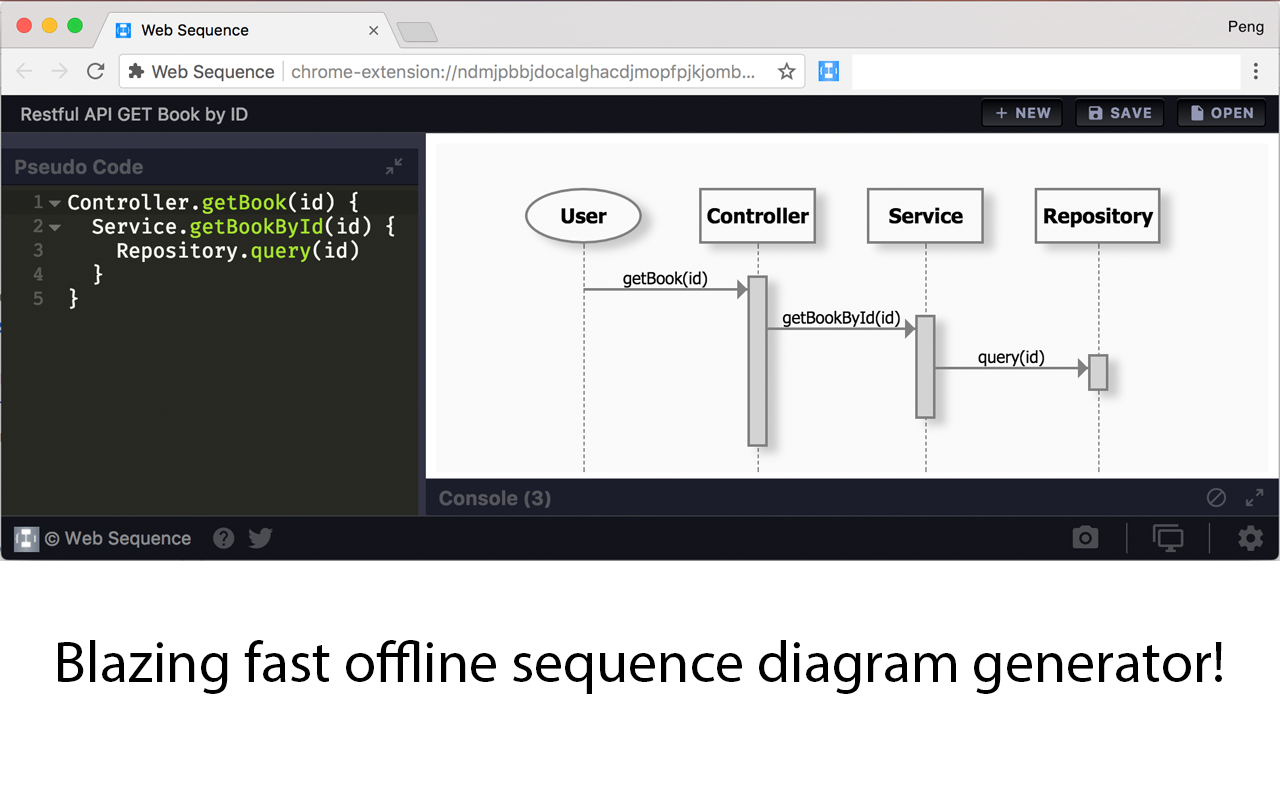 Web Sequence
Peng
Web Sequence chrome-extension://ndmjpbbjdocalghacdjmopfpjkjomb...
Restful API GET Book by ID
+ NEW SAVE OPEN
Pseudo Code
1 Controller.getBook(id) {
2 Service.getBookById(id) {
3 Repository.query(id)
4 }
5 }
User Controller Service Repository
getBook(id)
getBookById(id)
query(id)
Console (3)
© Web Sequence
Blazing fast offline sequence diagram generator!